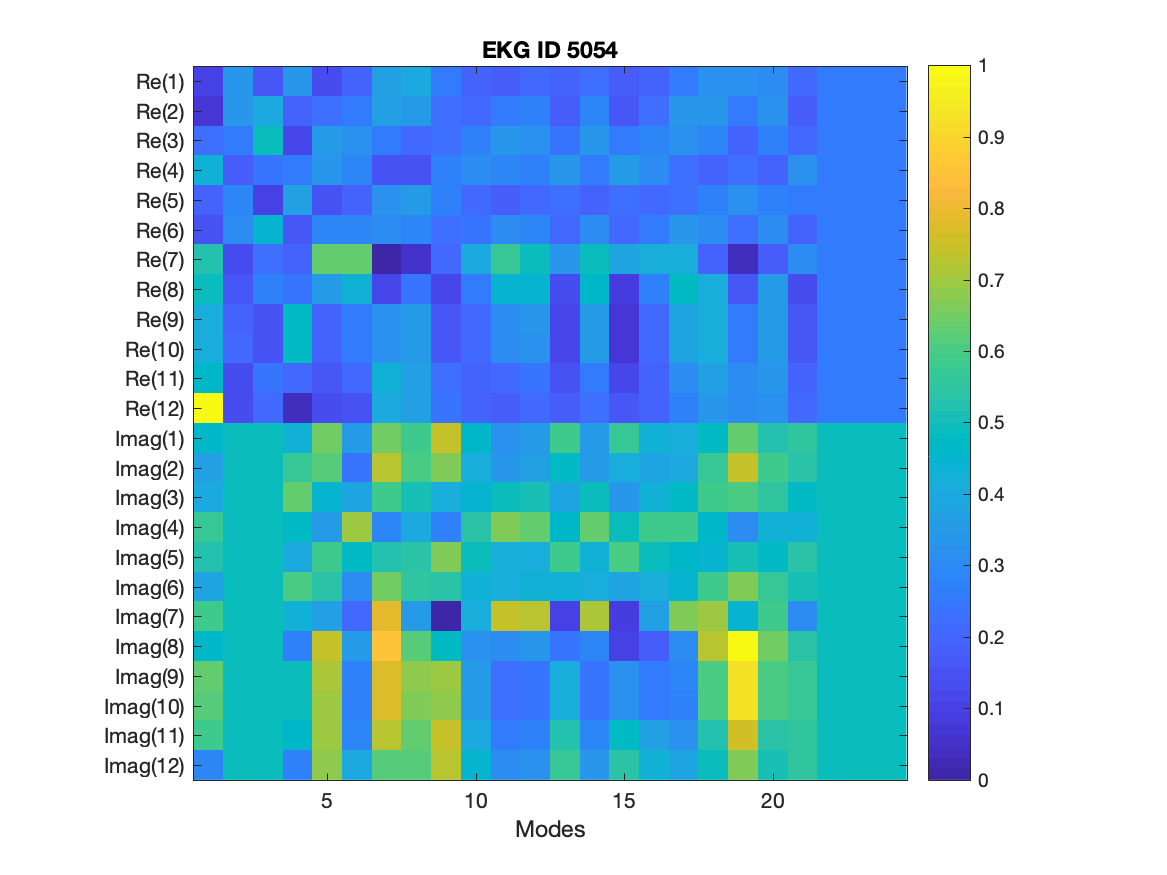 EKG ID 5054
Re(1)
Re(2)
Re(3)
Re(4)
Re(5)
Re(6)
Re(7)
Re(8)
Re(9)
Re(10)
Re(11)
Re(12)
Imag(1)
Imag(2)
Imag(3)
Imag(4)
Imag(5)
Imag(6)
Imag(7)
Imag(8)
Imag(9)
Imag(10)
Imag(11)
Imag(12)
5 10 15 20
Modes
1
0.9
0.8
0.7
0.6
0.5
0.4
0.3
0.2
0.1
0